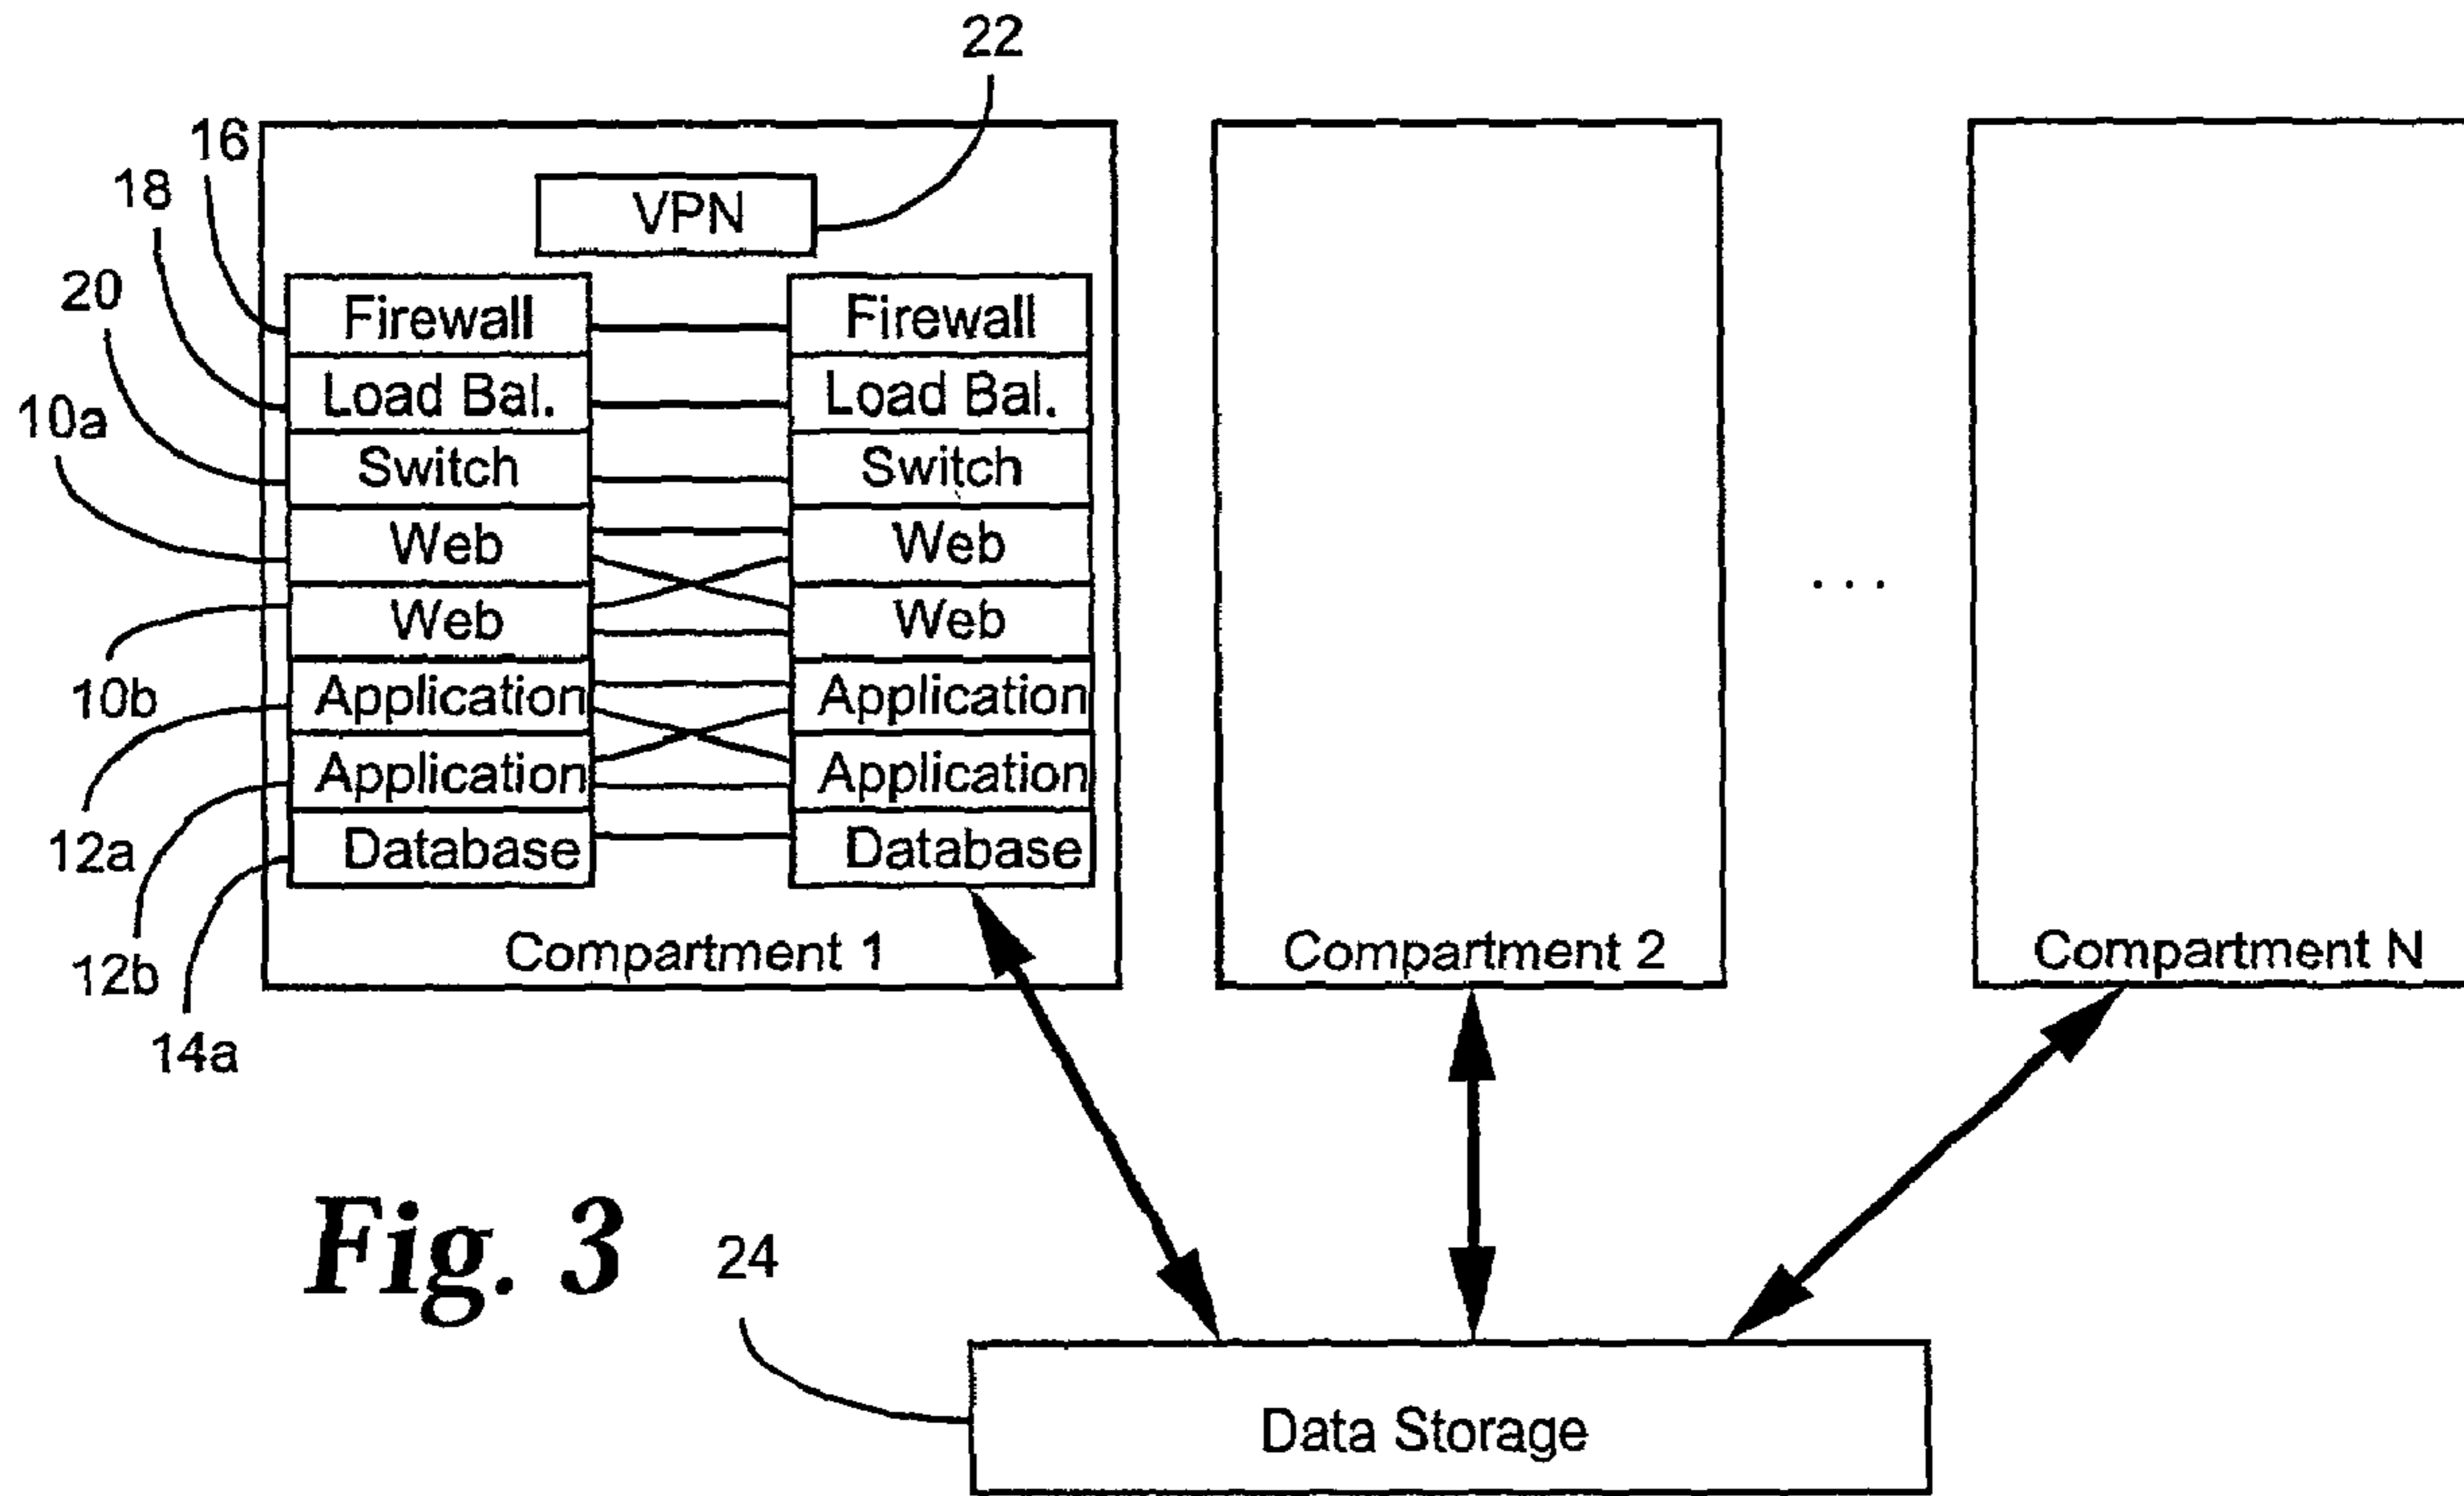 22
16
18
VPN
20
Firewall Firewall
Load Bal. Load Bal.
10a
Switch Switch
Web Web
Web Web
10b
Application Application
Application Application
12a
Database Database
12b
Compartment 1 Compartment 2 ... Compartment N
14a
Fig. 3
24
Data Storage